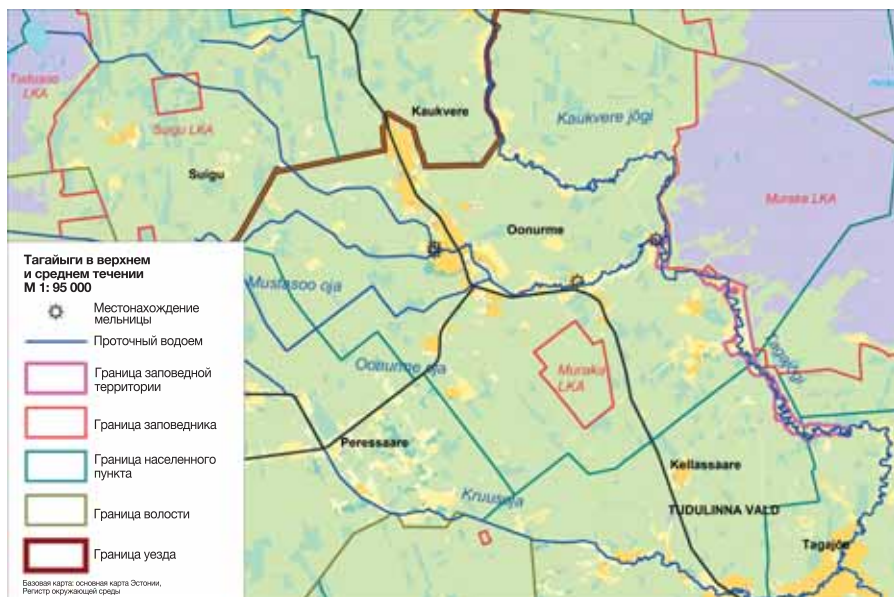 Tudusoo
LKA
Suigu LKA
Suigu
Kaukvere
Kaukvere jõgi
Muraka LKA
Oonurme
Mustasoo oja
Oonurme oja
Muraka
LKA
Tagajõgi
Peressaare
Kruusoja
Kellassaare
TUDULINNA VALD
Tagajõe
Тагайыги в верхнем
и среднем течении
М 1: 95 000
Местонахождение
мельницы
Проточный водоем
Граница заповедной
территории
Граница заповедника
Граница населенного
пункта
Граница волости
Граница уезда
Базовая карта: основная карта Эстонии,
Регистр окружающей среды